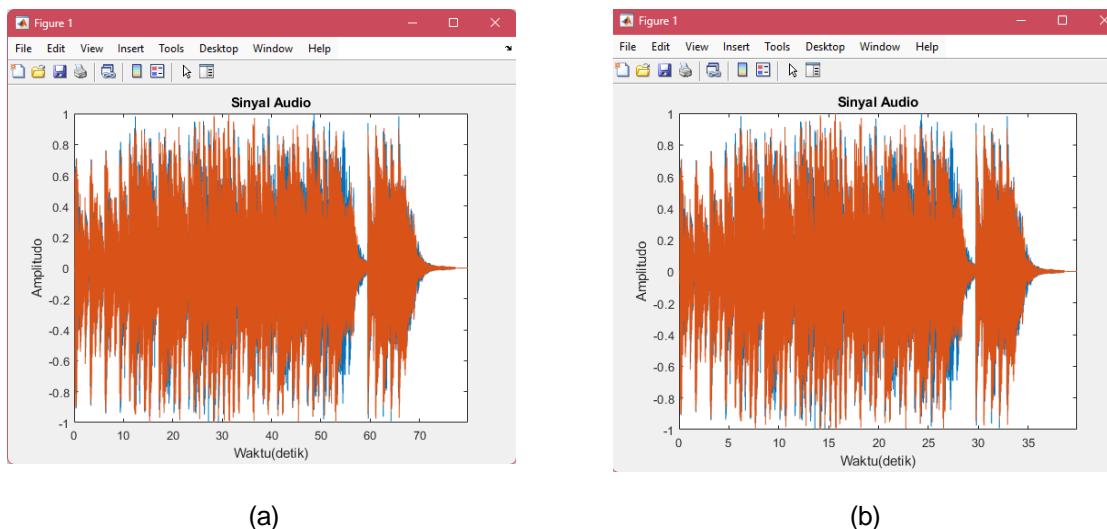 Figure 1
File Edit View Insert Tools Desktop Window Help
Sinyal Audio
1
0.8
0.6
0.4
0.2
0
-0.2
-0.4
-0.6
-0.8
-1
Amplitudo
0 10 20 30 40 50 60 70
Waktu(detik)
(a)
Figure 1
File Edit View Insert Tools Desktop Window Help
Sinyal Audio
1
0.8
0.6
0.4
0.2
0
-0.2
-0.4
-0.6
-0.8
-1
Amplitudo
0 5 10 15 20 25 30 35
Waktu(detik)
(b)